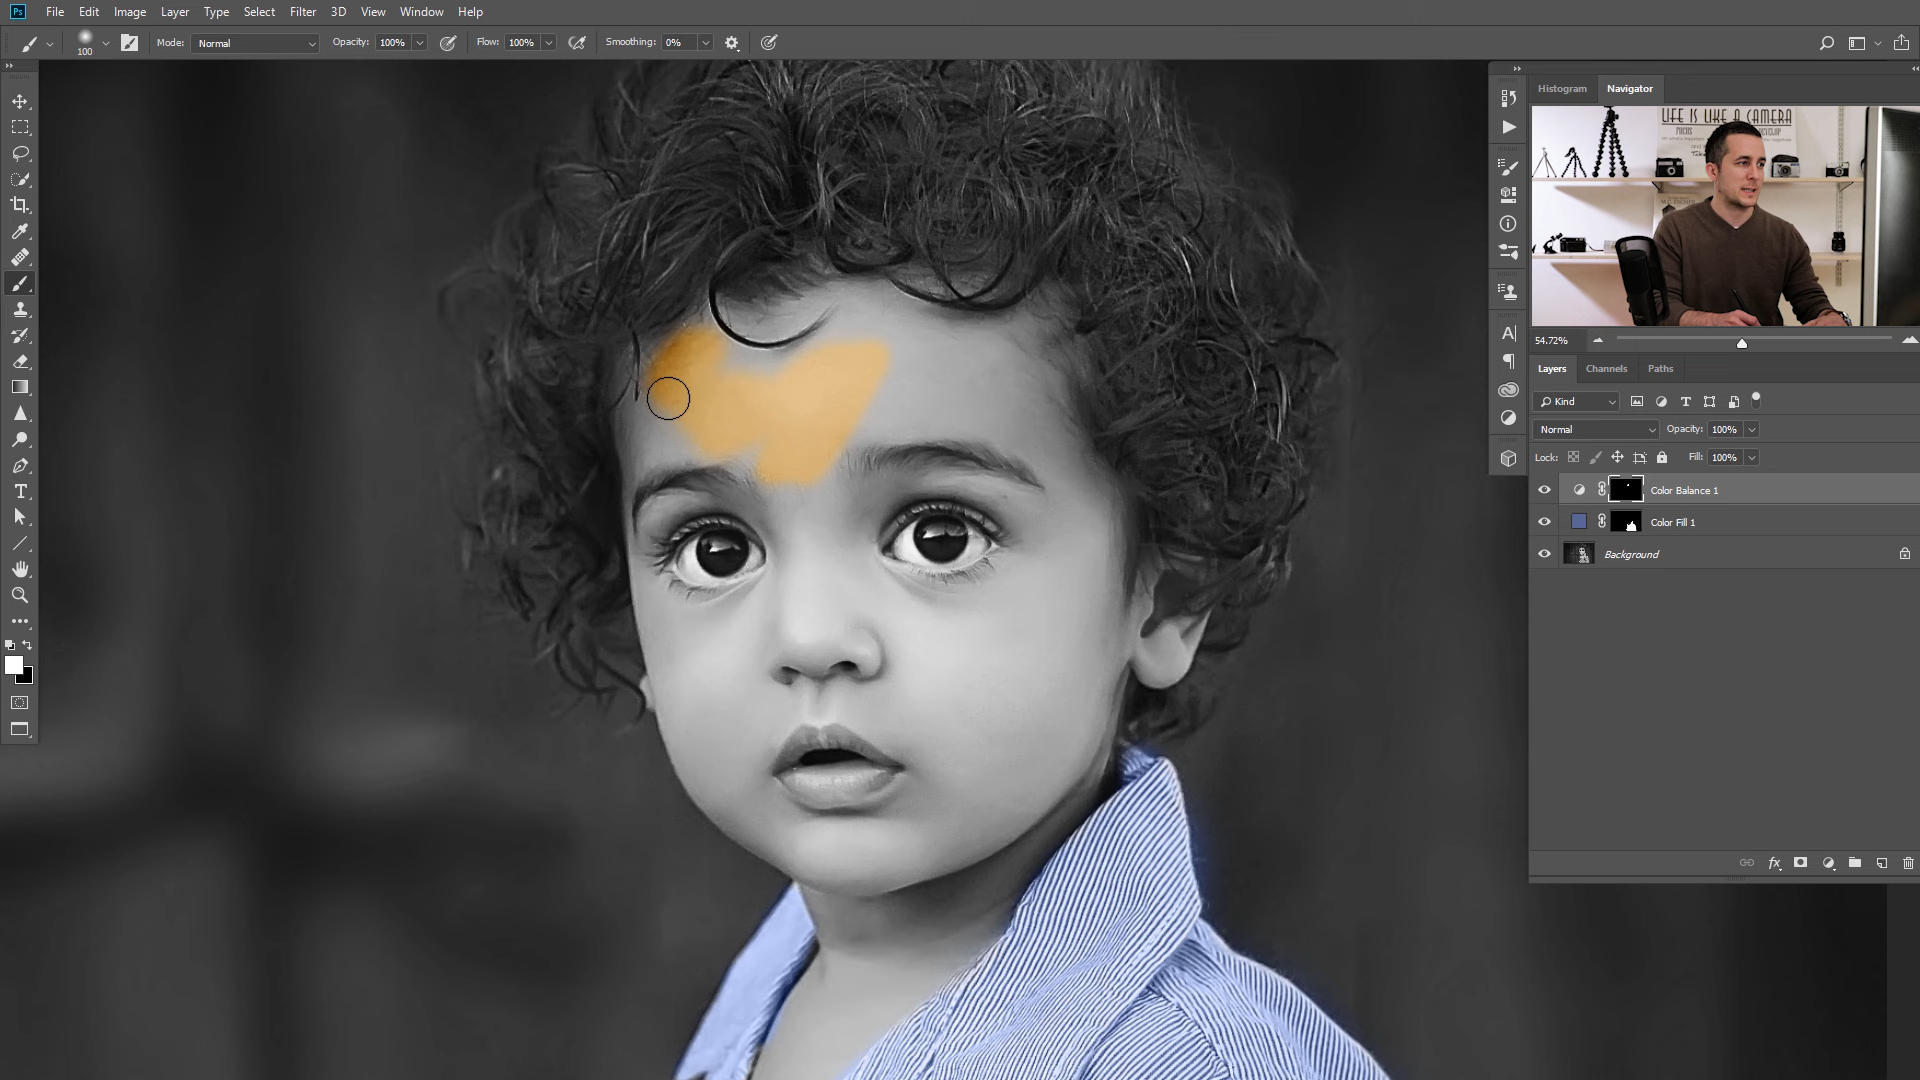 Ps File Edit Image Layer Type Select Filter 3D View Window Help
100 Mode: Normal Opacity: 100% Flow: 100% Smoothing: 0%
Histogram Navigator
LIFE IS LIKE A CAMERA
54.72%
Layers Channels Paths
Kind
Normal Opacity: 100%
Lock: Fill: 100%
Color Balance 1
Color Fill 1
Background